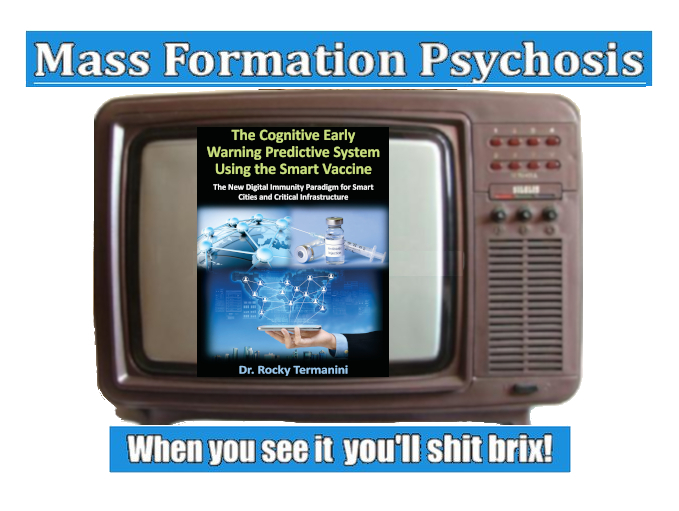 Mass Formation Psychosis
The Cognitive Early
Warning Predictive System
Using the Smart Vaccine
The New Digital Immunity Paradigm for Smart
Cities and Critical Infrastructure
Dr. Rocky Termanini
When you see it you'll shit brix!